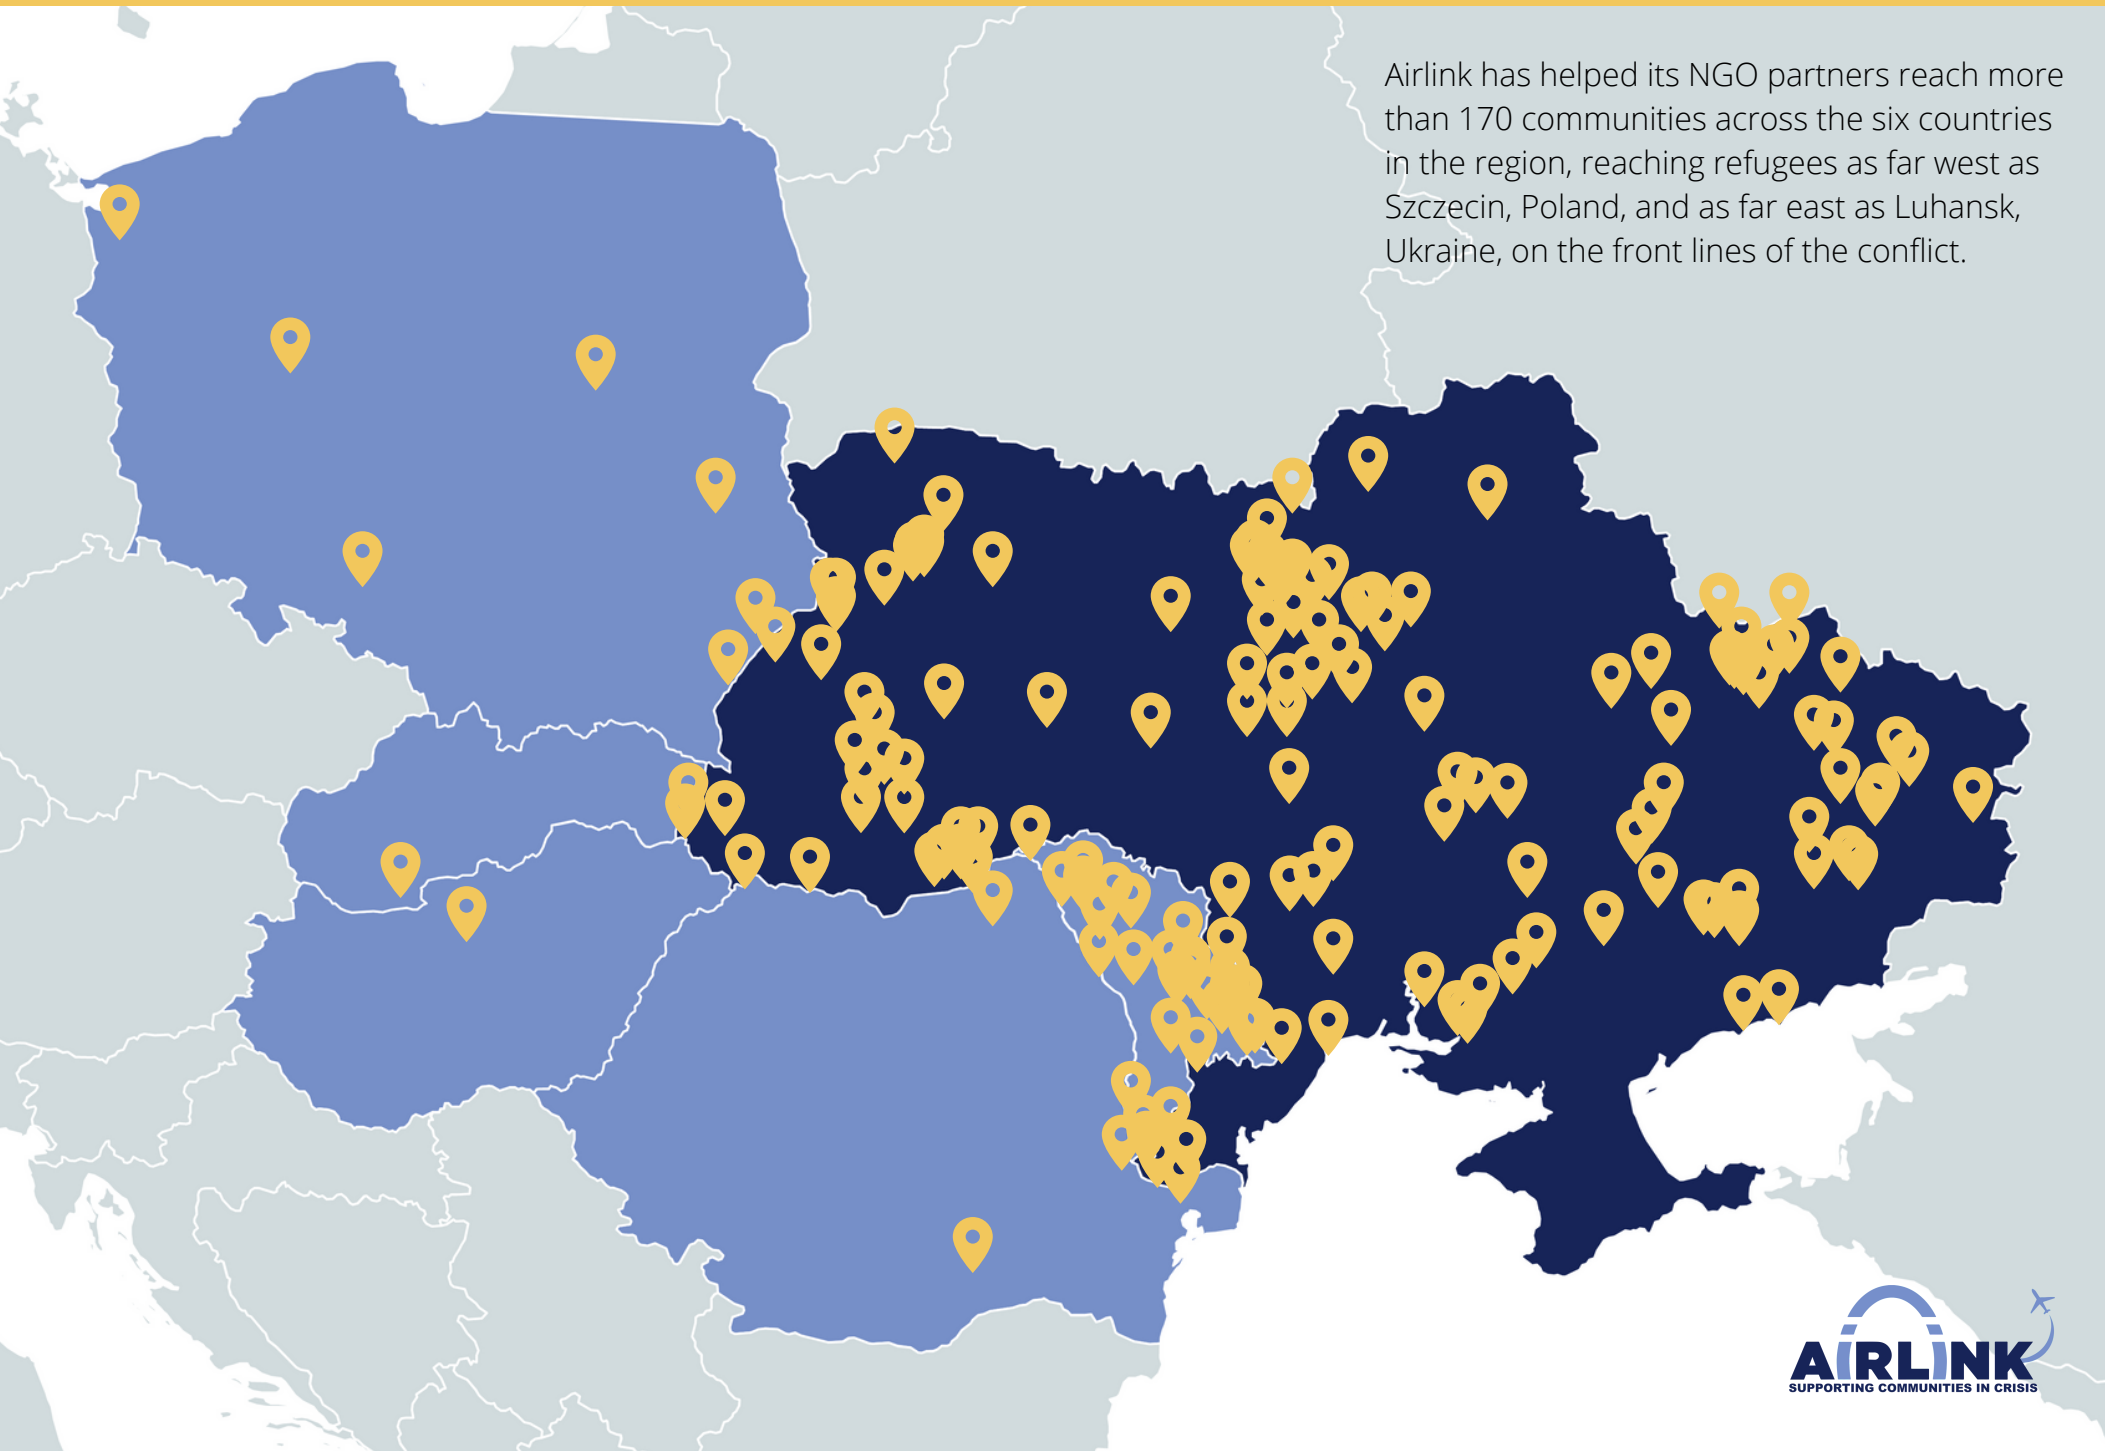 Airlink has helped its NGO partners reach more
than 170 communities across the six countries
in the region, reaching refugees as far west as
Szczecin, Poland, and as far east as Luhansk,
Ukraine, on the front lines of the conflict.
AIRLINK
SUPPORTING COMMUNITIES IN CRISIS